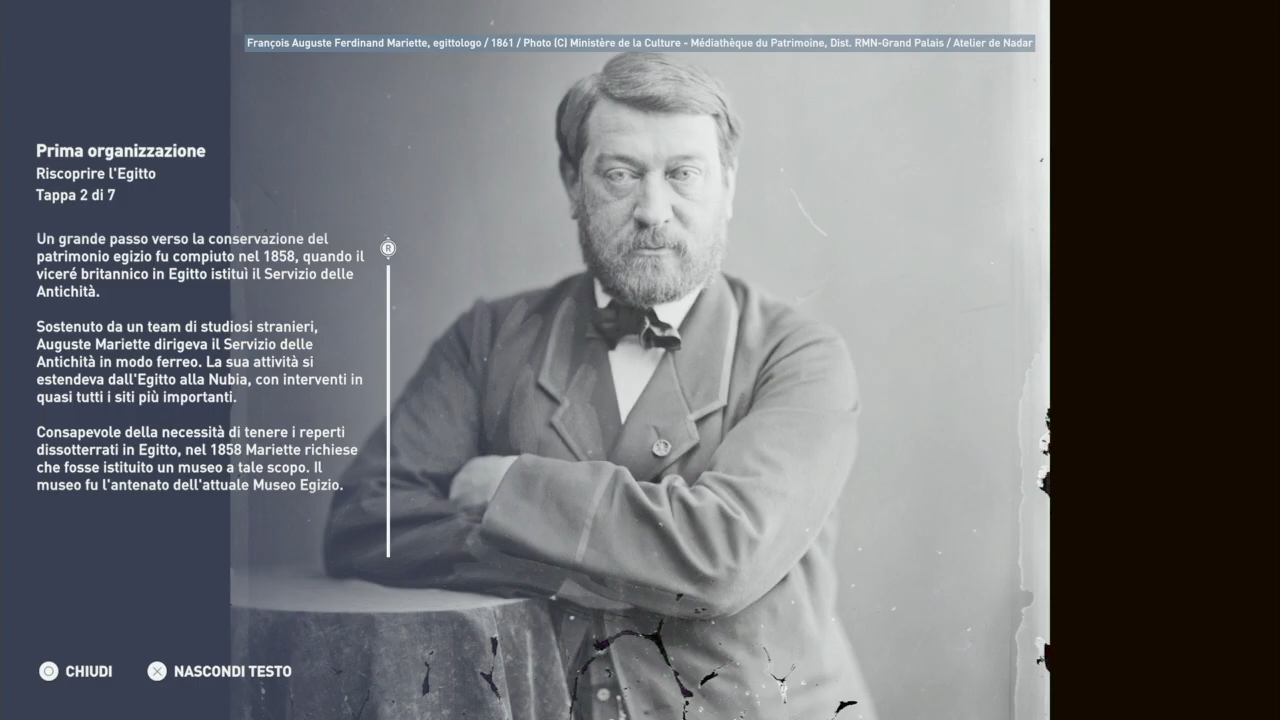 François Auguste Ferdinand Mariette, egittologo / 1861 / Photo (C) Ministère de la Culture - Médiathèque du Patrimoine, Dist. RMN-Grand Palais / Atelier de Nadar
Prima organizzazione
Riscoprire l'Egitto
Tappa 2 di 7
Un grande passo verso la conservazione del
patrimonio egizio fu compiuto nel 1858, quando il
viceré britannico in Egitto istituì il Servizio delle
Antichità.
Sostenuto da un team di studiosi stranieri,
Auguste Mariette dirigeva il Servizio delle
Antichità in modo ferreo. La sua attività si
estendeva dall'Egitto alla Nubia, con interventi in
quasi tutti i siti più importanti.
Consapevole della necessità di tenere i reperti
dissotterrati in Egitto, nel 1858 Mariette richiese
che fosse istituito un museo a tale scopo. Il
museo fu l'antenato dell'attuale Museo Egizio.
R
CHIUDI
NASCONDI TESTO